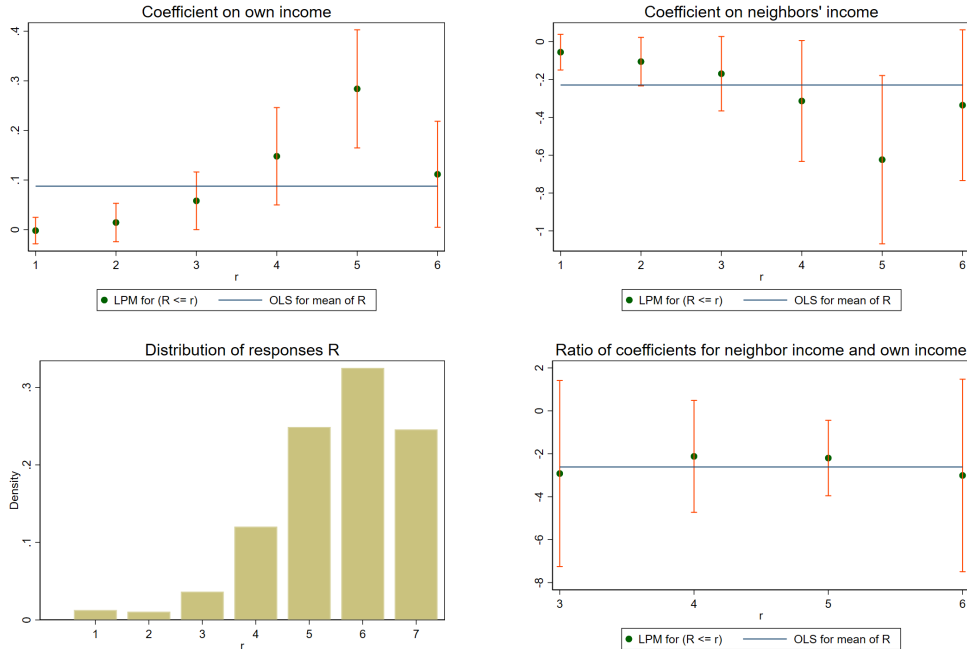 Coefficient on own income
.4
.3
.2
.1
0
1 2 3 4 5 6
r
LPM for (R <= r) OLS for mean of R
Coefficient on neighbors' income
0
-.2
-.4
-.6
-.8
-1
1 2 3 4 5 6
r
LPM for (R <= r) OLS for mean of R
Distribution of responses R
Density
.3
.2
.1
0
1 2 3 4 5 6 7
r
Ratio of coefficients for neighbor income and own income
2
0
-2
-4
-6
-8
3 4 5 6
r
LPM for (R <= r) OLS for mean of R